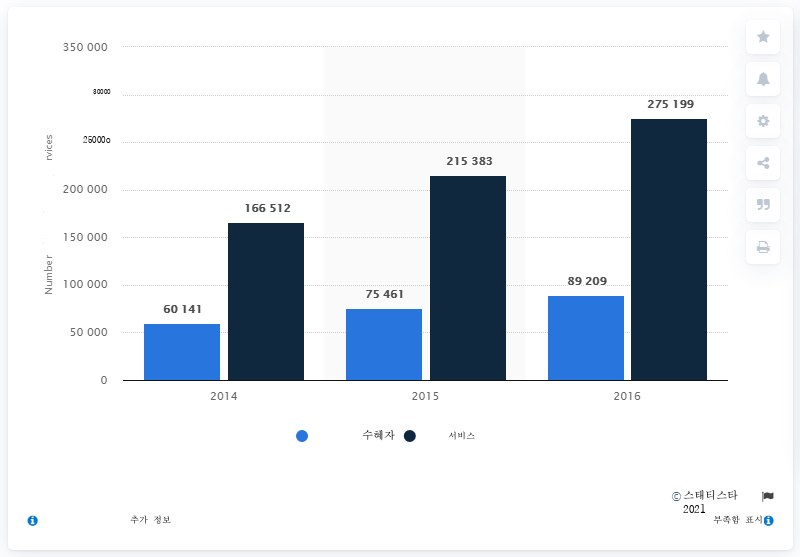 350 000
80000
25000o
200 000
150 000
100 000
50 000
0
rvices
Number
60 141
166 512
75 461
215 383
89 209
275 199
2014
2015
2016
수혜자
서비스
© 스태티스타
2021
추가 정보
부족함 표시